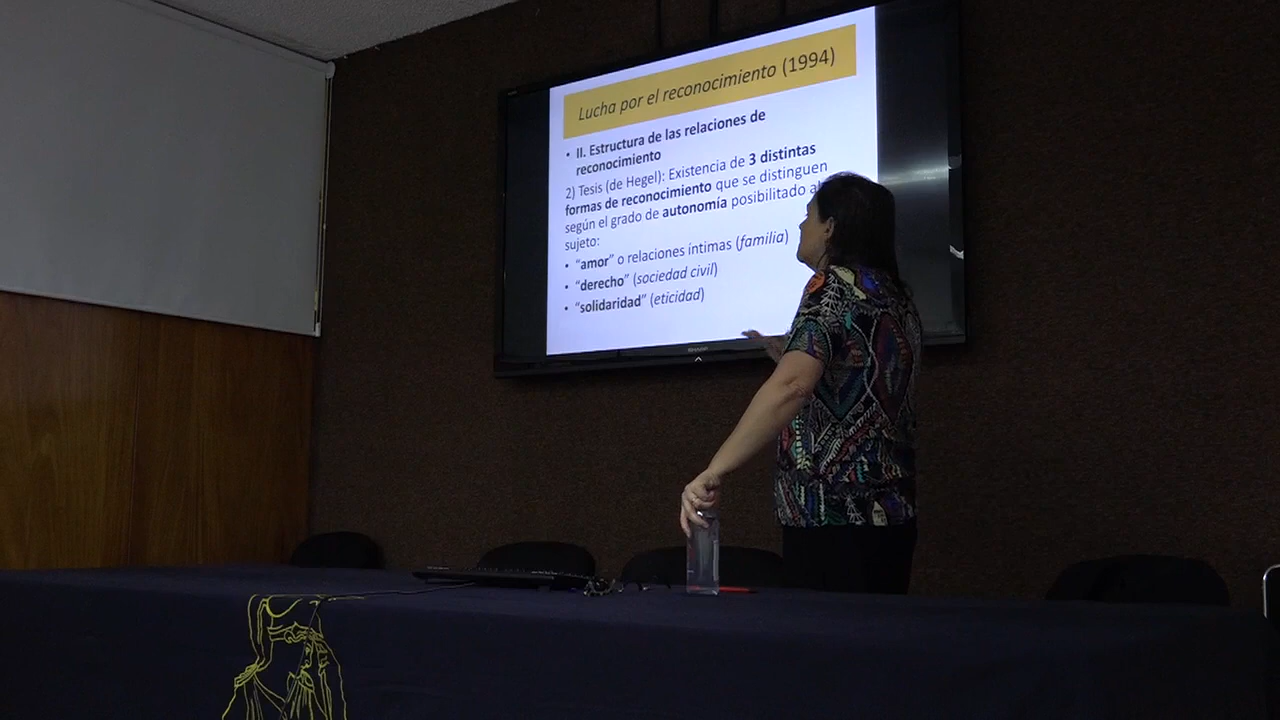 Lucha por el reconocimiento (1994)
• II. Estructura de las relaciones de
reconocimiento
2) Tesis (de Hegel): Existencia de 3 distintas
formas de reconocimiento que se distinguen
según el grado de autonomía posibilitado al
sujeto:
• “amor” o relaciones íntimas (familia)
• “derecho” (sociedad civil)
• “solidaridad” (eticidad)
SHARP